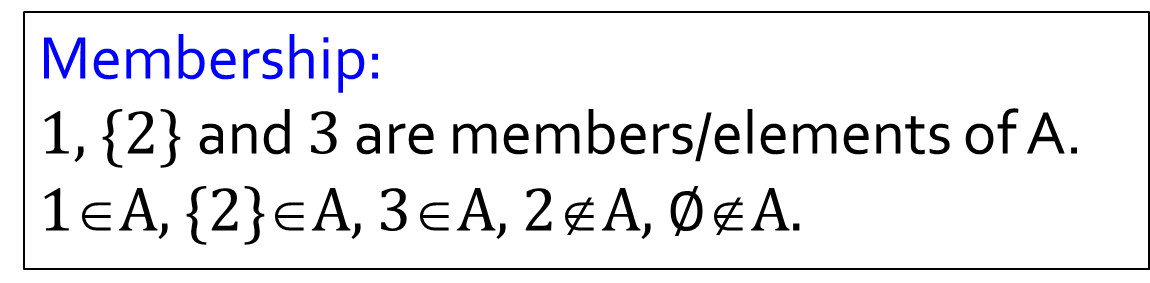 Membership:
1, {2} and 3 are members/elements of A.
1∈A, {2}∈A, 3∈A, 2∉A, ∅∉A.